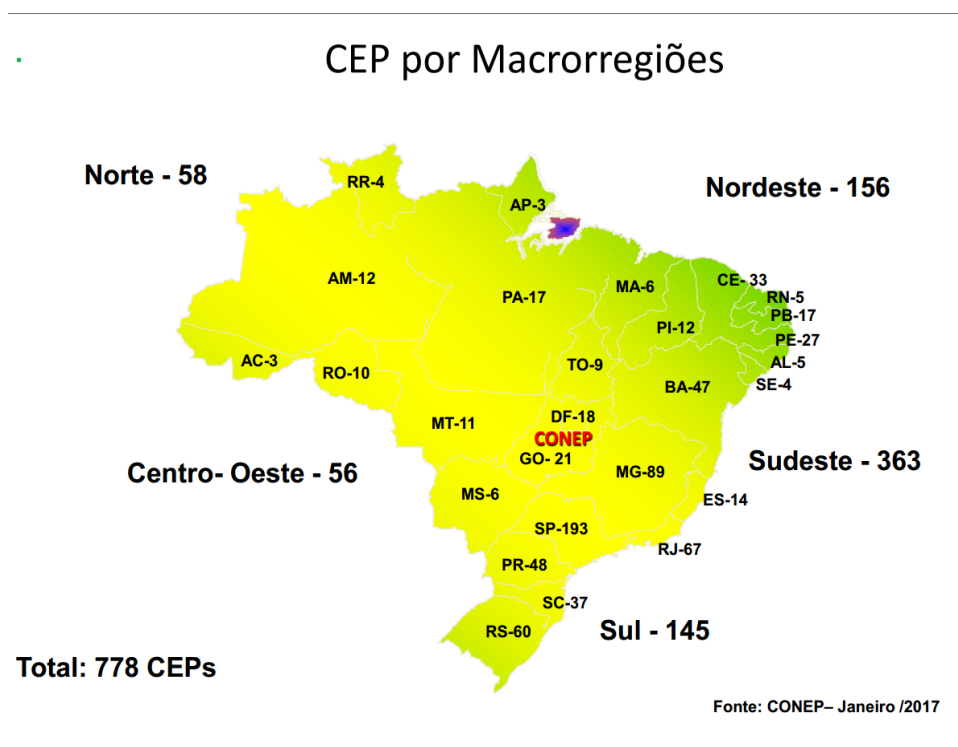 CEP por Macrorregiões
Norte - 58
Nordeste - 156
RR-4
AP-3
AM-12
PA-17
MA-6
CE- 33
RN-5
PB-17
PI-12
PE-27
AC-3
RO-10
TO-9
AL-5
BA-47
SE-4
MT-11
DF-18
CONEP
GO- 21
Centro- Oeste - 56
MG-89
Sudeste - 363
MS-6
ES-14
SP-193
RJ-67
PR-48
SC-37
RS-60
Sul - 145
Total: 778 CEPs
Fonte: CONEP– Janeiro /2017